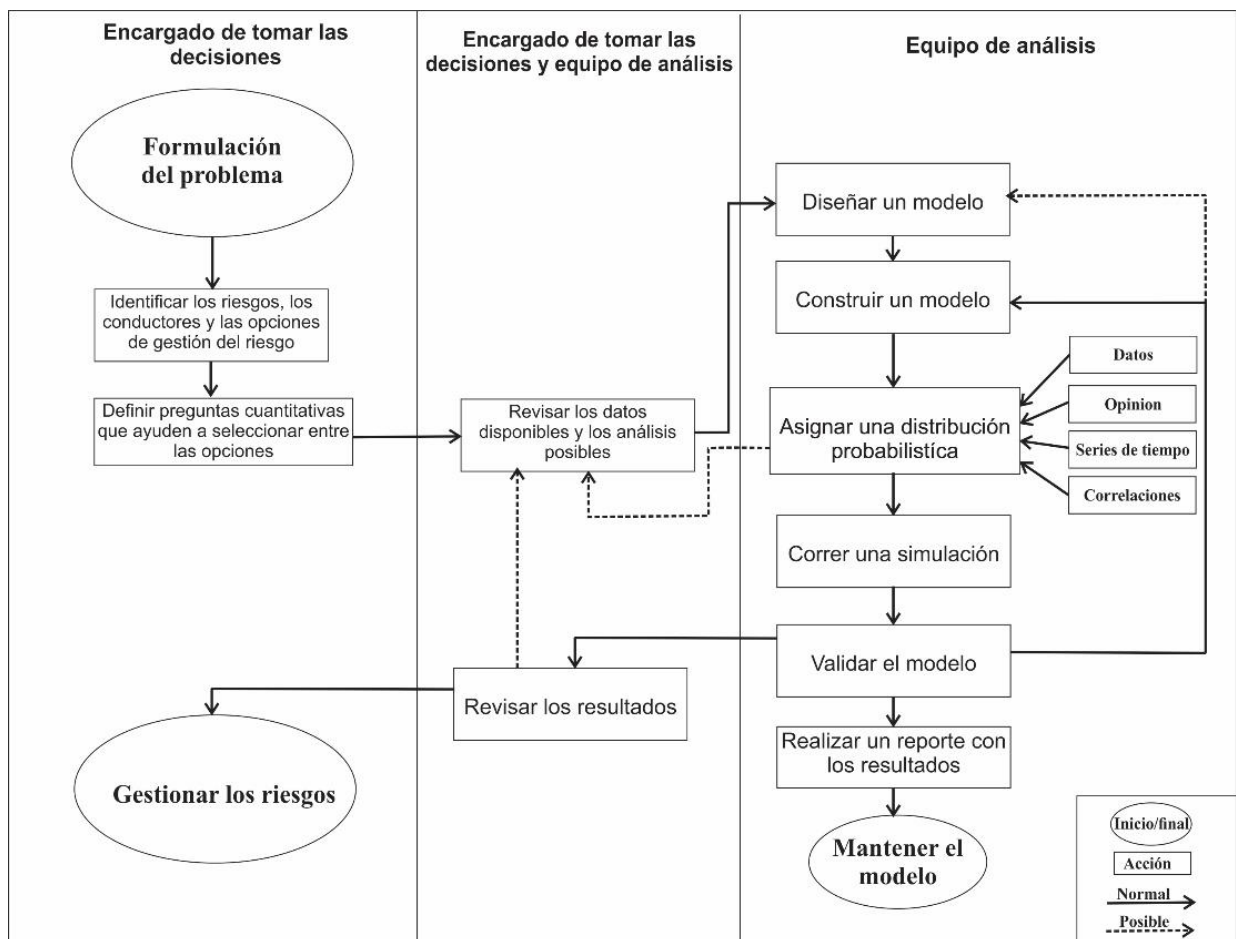 Encargado de tomar las
decisiones
Formulación
del problema
Identificar los riesgos, los
conductores y las opciones
de gestión del riesgo
Definir preguntas cuantitativas
que ayuden a seleccionar entre
las opciones
Gestionar los riesgos
Encargado de tomar las
decisiones y equipo de análisis
Revisar los datos
disponibles y los análisis
posibles
Revisar los resultados
Equipo de análisis
Diseñar un modelo
Construir un modelo
Asignar una distribución
probabilistíca
Datos
Opinion
Series de tiempo
Correlaciones
Correr una simulación
Validar el modelo
Realizar un reporte con
los resultados
Mantener el
modelo
Inicio/final
Acción
Normal
Posible